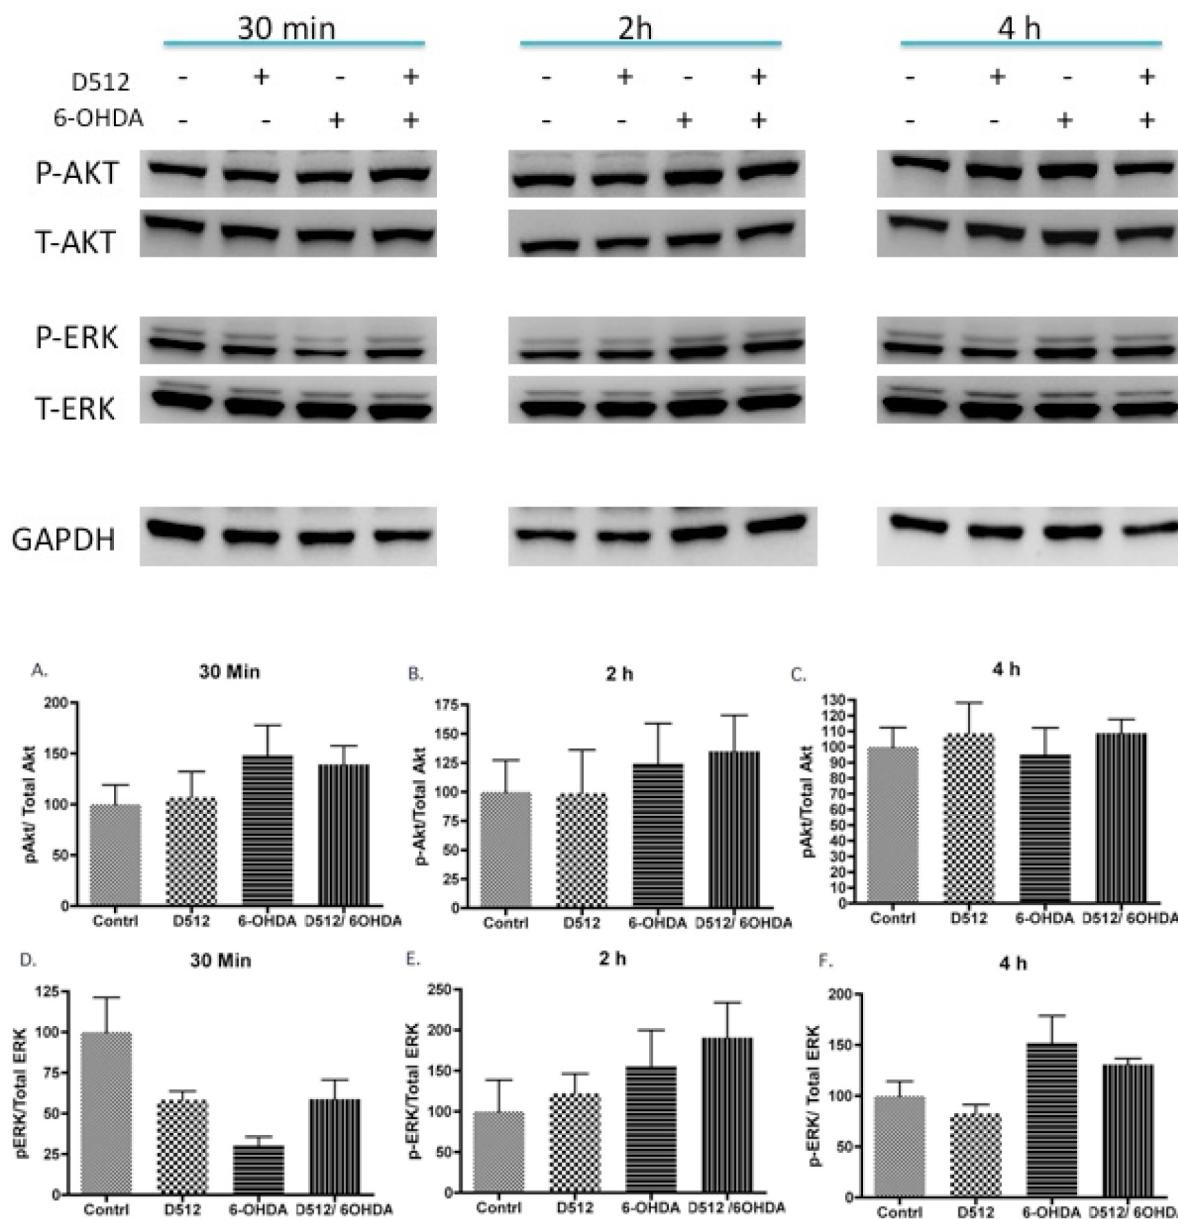 30 min 2h 4 h
D512 - + - + - + - + - + - +
6-OHDA - - + + - - + + - - + +
P-AKT
T-AKT
P-ERK
T-ERK
GAPDH
A. 30 Min
pAkt/ Total Akt
200
150
100
50
0
Contrl D512 6-OHDA D512/ 6OHDA
B. 2 h
p-Akt/Total Akt
175
150
125
100
75
50
25
0
Contrl D512 6-OHDA D512/ 6OHDA
C. 4 h
pAkt/Total Akt
130
120
110
100
90
80
70
60
50
40
30
20
10
0
Contrl D512 6-OHDA D512/ 6OHDA
D. 30 Min
pERK/Total ERK
125
100
75
50
25
0
Contrl D512 6-OHDA D512/ 6OHDA
E. 2 h
p-ERK/Total ERK
250
200
150
100
50
0
Contrl D512 6-OHDA D512 /6OHDA
F. 4 h
p-ERK/ Total ERK
200
150
100
50
0
Contrl D512 6-OHDA D512/ 6OHDA